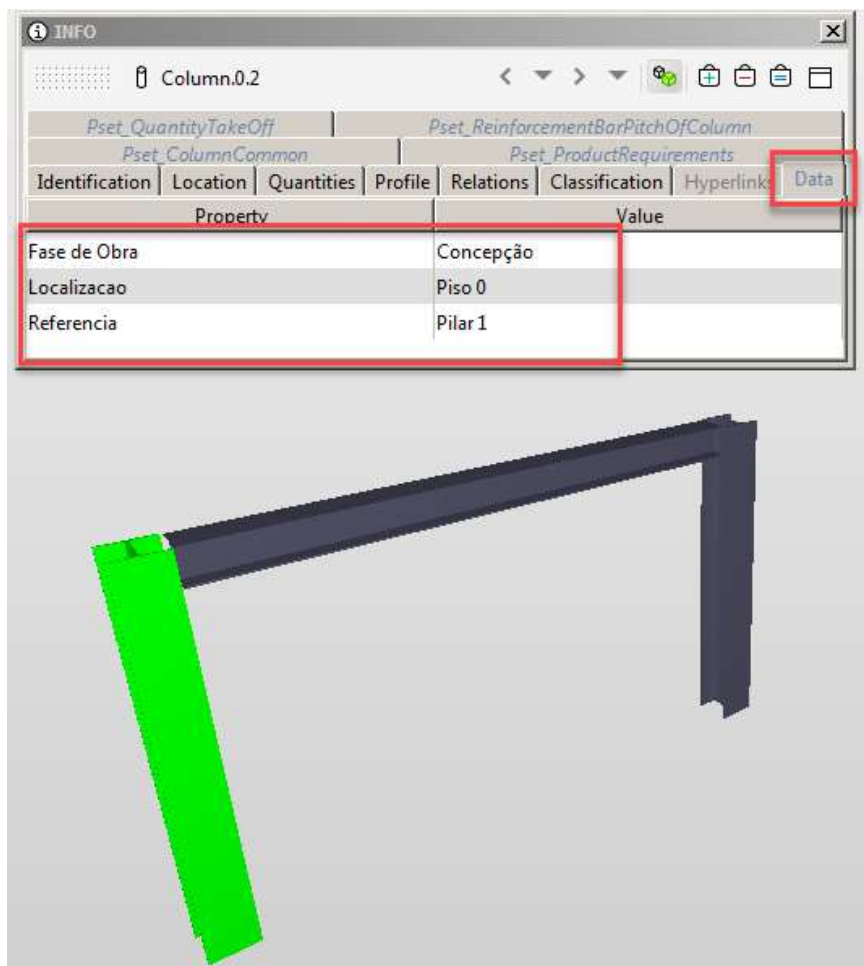 INFO
Column.0.2
Pset_QuantityTakeOff Pset_ReinforcementBarPitchOfColumn
Pset_ColumnCommon Pset_ProductRequirements
Identification Location Quantities Profile Relations Classification Hyperlinks Data
Property Value
Fase de Obra Concepção
Localizacao Piso 0
Referencia Pilar 1